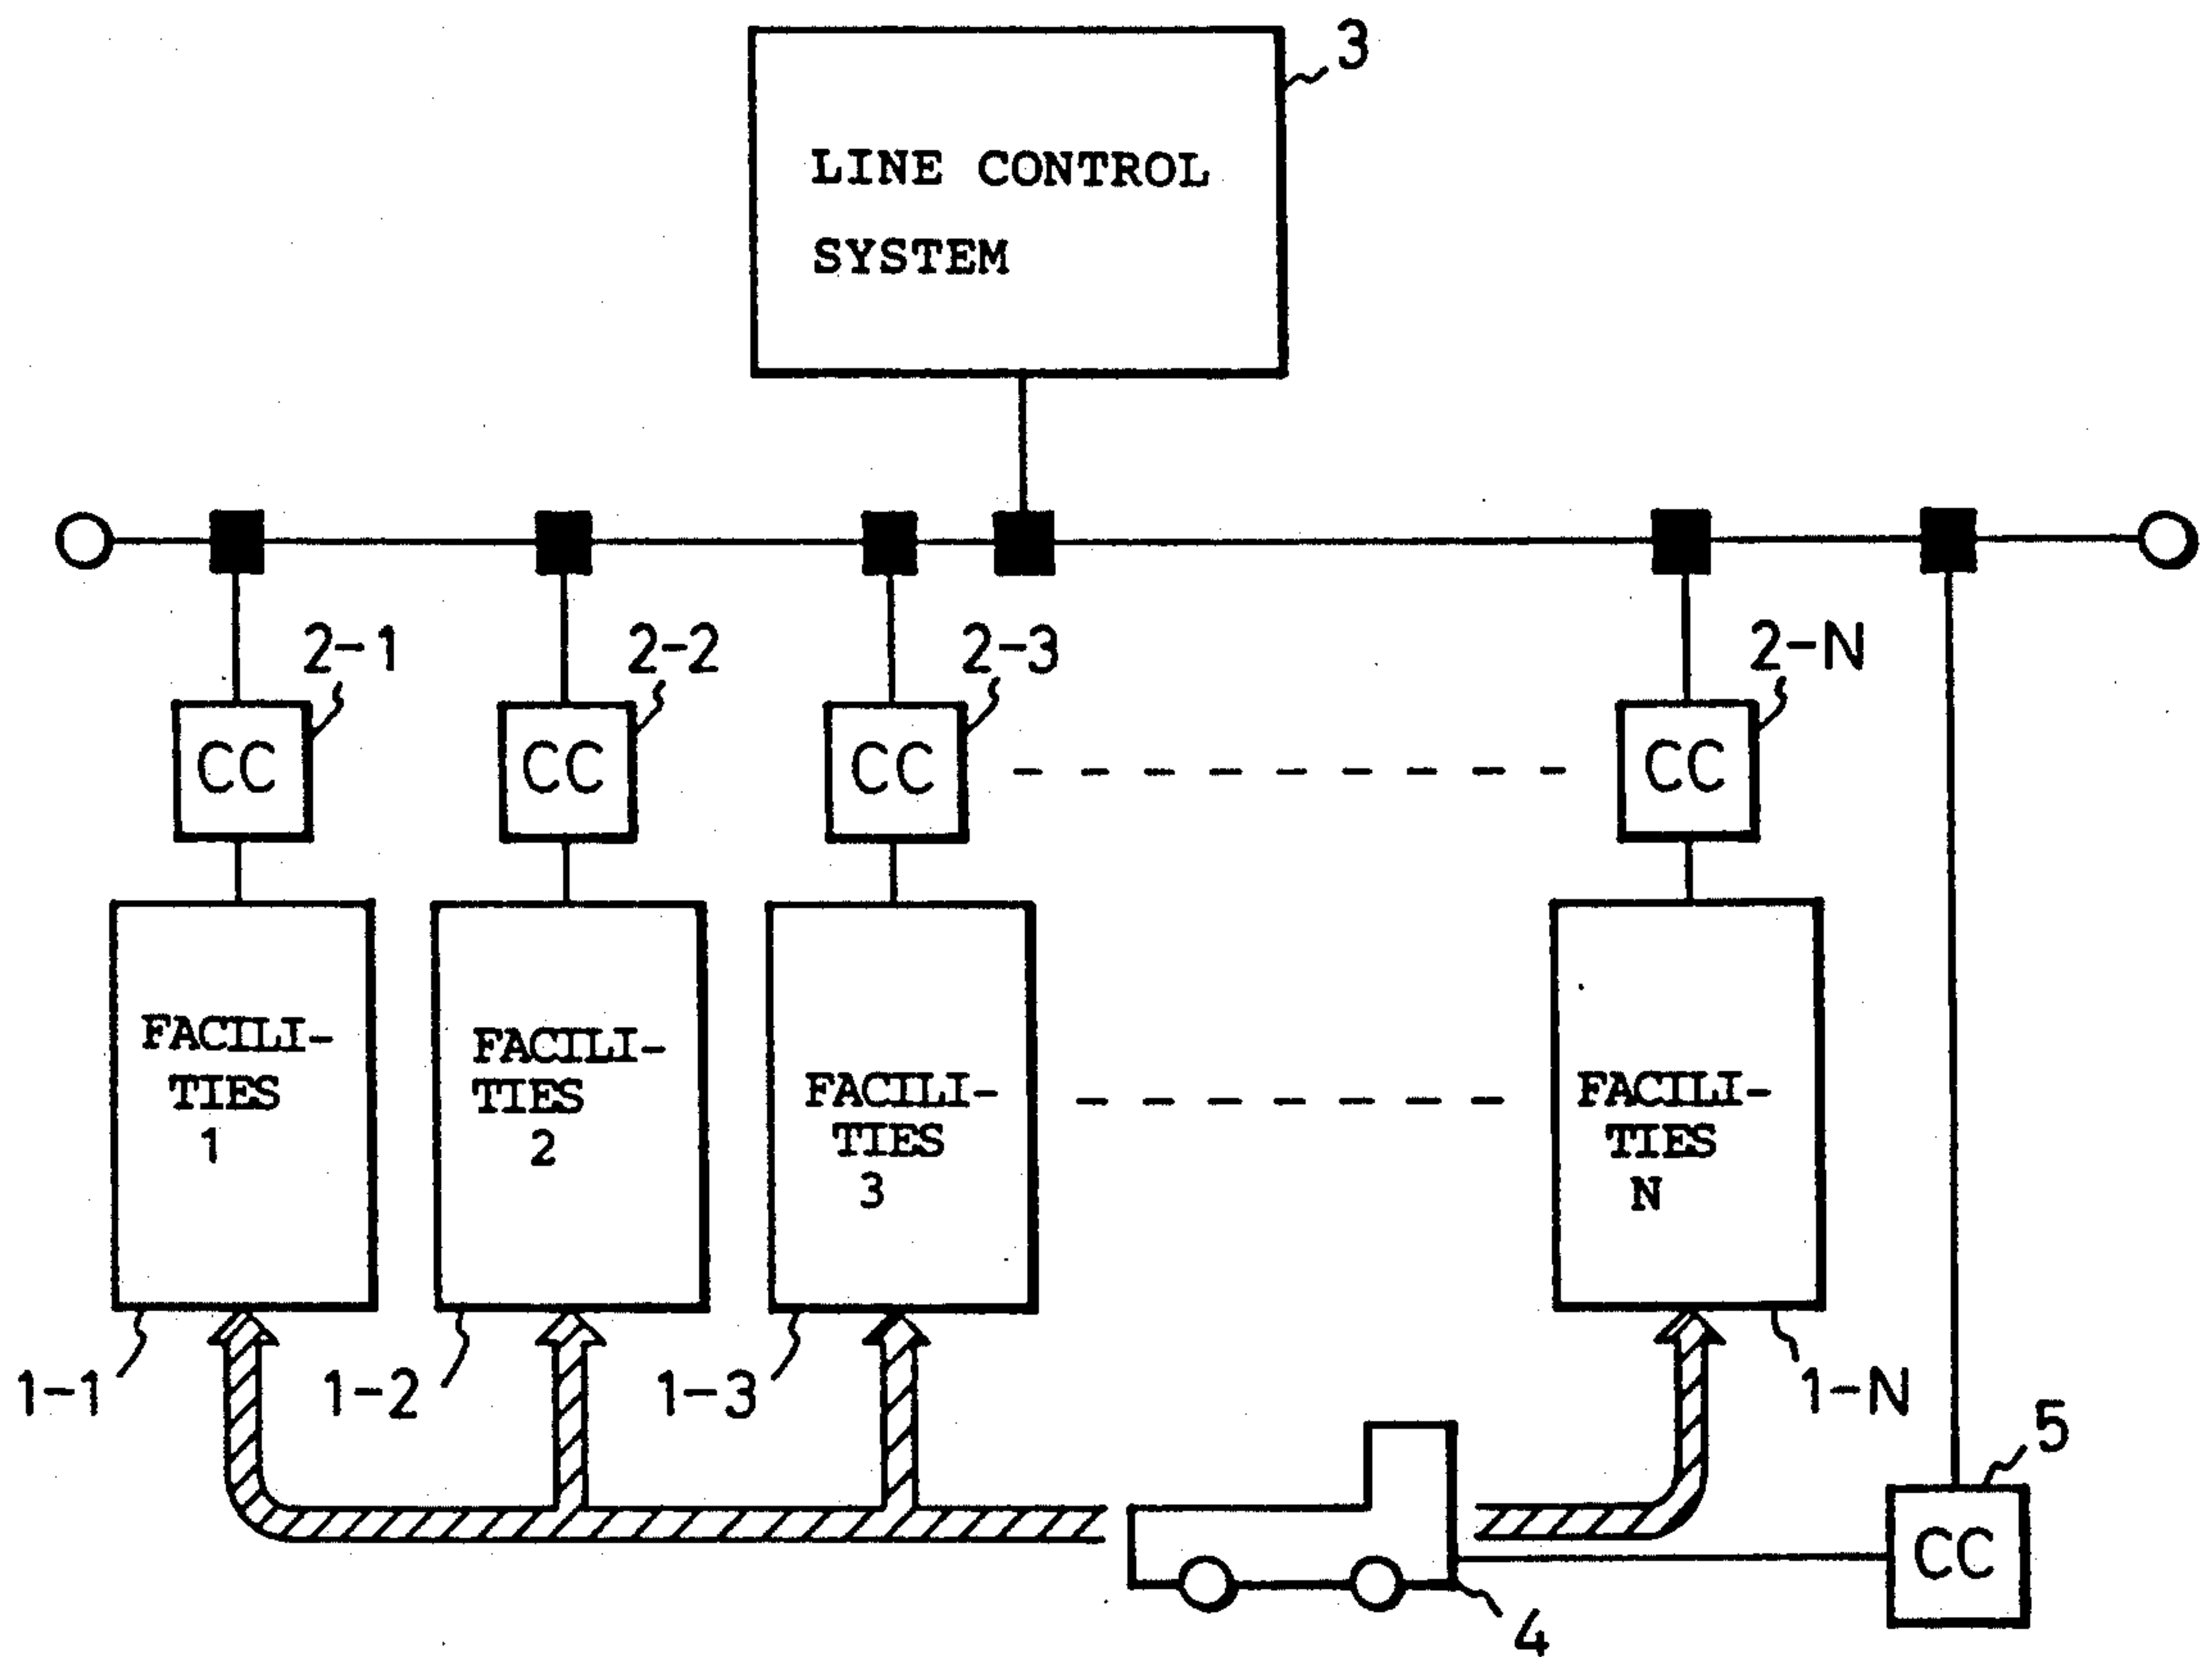 3
LINE CONTROL
SYSTEM
2-1
2-2
2-3
2-N
CC
CC
CC
CC
FACILI-
TIES
1
FACILI-
TIES
2
FACILI-
TIES
3
FACILI-
TIES
N
1-1
1-2
1-3
1-N
5
CC
4